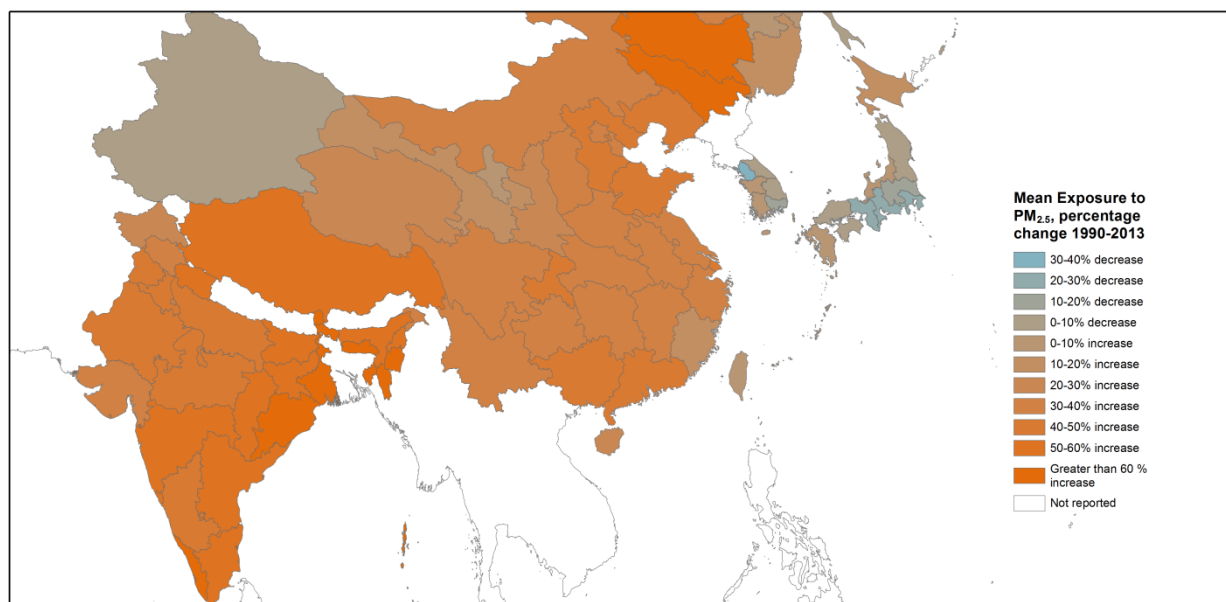 Mean Exposure to
PM2.5, percentage
change 1990-2013
30-40% decrease
20-30% decrease
10-20% decrease
0-10% decrease
0-10% increase
10-20% increase
20-30% increase
30-40% increase
40-50% increase
50-60% increase
Greater than 60 %
increase
Not reported